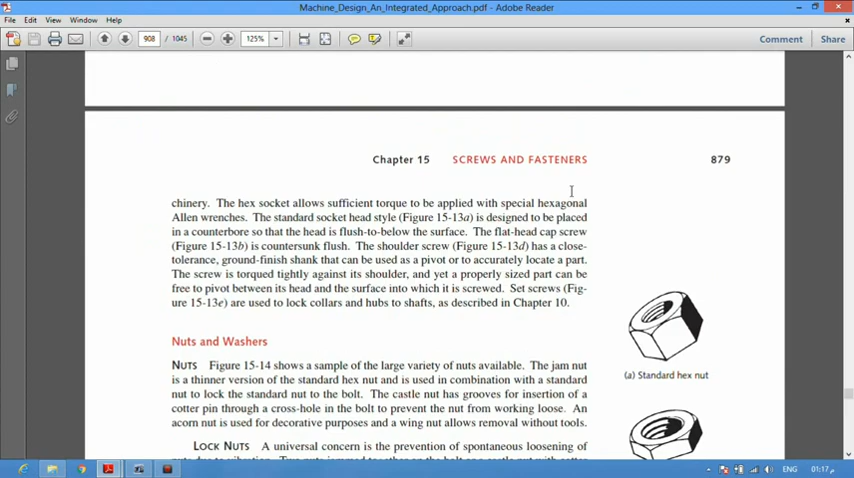 Machine_Design_An_Integrated_Approach.pdf - Adobe Reader
File Edit View Window Help
908 / 1045 125% Comment Share
Chapter 15 SCREWS AND FASTENERS 879
chinery. The hex socket allows sufficient torque to be applied with special hexagonal
Allen wrenches. The standard socket head style (Figure 15-13a) is designed to be placed
in a counterbore so that the head is flush-to-below the surface. The flat-head cap screw
(Figure 15-13b) is countersunk flush. The shoulder screw (Figure 15-13d) has a close-
tolerance, ground-finish shank that can be used as a pivot or to accurately locate a part.
The screw is torqued tightly against its shoulder, and yet a properly sized part can be
free to pivot between its head and the surface into which it is screwed. Set screws (Fig-
ure 15-13e) are used to lock collars and hubs to shafts, as described in Chapter 10.
Nuts and Washers
NUTS Figure 15-14 shows a sample of the large variety of nuts available. The jam nut
is a thinner version of the standard hex nut and is used in combination with a standard
nut to lock the standard nut to the bolt. The castle nut has grooves for insertion of a
cotter pin through a cross-hole in the bolt to prevent the nut from working loose. An
acorn nut is used for decorative purposes and a wing nut allows removal without tools.
(a) Standard hex nut
LOCK NUTS A universal concern is the prevention of spontaneous loosening of
ENG 01:17 م